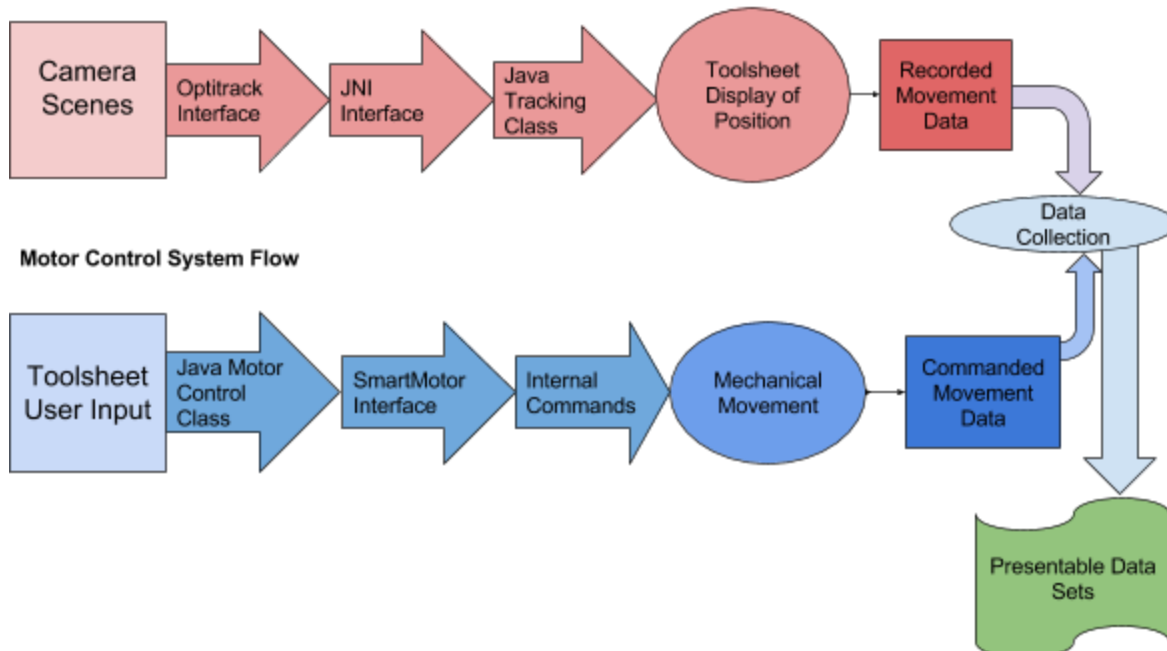 Camera
Scenes
Optitrack
Interface
JNI
Interface
Java
Tracking
Class
Toolsheet
Display of
Position
Recorded
Movement
Data
Data
Collection
Motor Control System Flow
Toolsheet
User Input
Java Motor
Control
Class
SmartMotor
Interface
Internal
Commands
Mechanical
Movement
Commanded
Movement
Data
Presentable Data
Sets